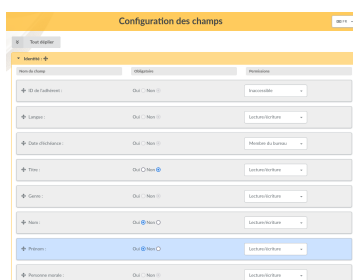 Configuration des champs
Tout déplier
Identité :
Nom du champ Obligatoire Permissions
ID de l'adhérent : Oui Non Inaccessible
Langue : Oui Non Lecture/écriture
Date d'échéance : Oui Non Membre du bureau
Titre : Oui Non Lecture/écriture
Genre : Oui Non Lecture/écriture
Nom : Oui Non Lecture/écriture
Prénom : Oui Non Lecture/écriture
Personne morale : Oui Non Lecture/écriture